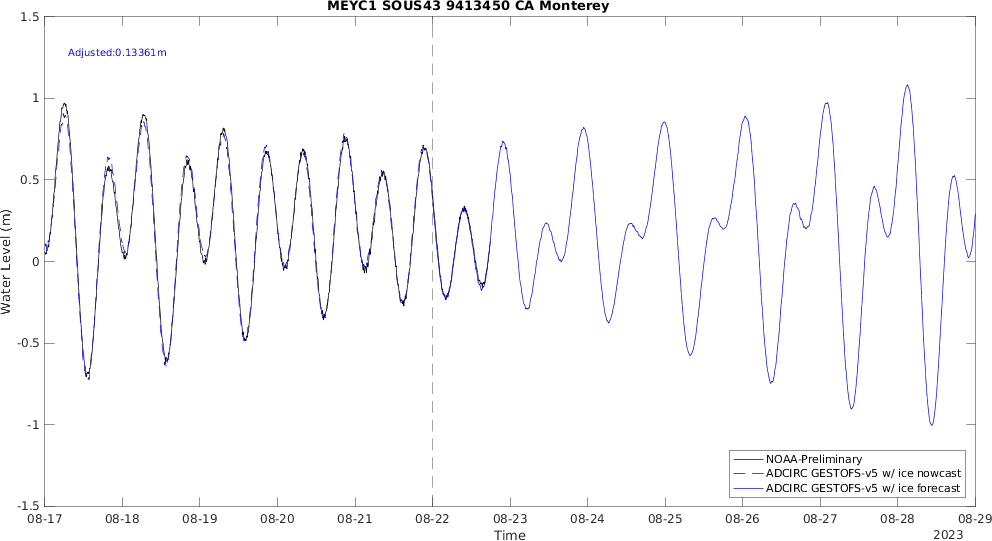 MEYC1 SOUS43 9413450 CA Monterey
Adjusted:0.13361m
Water Level (m)
1.5
1
0.5
0
-0.5
-1
-1.5
NOAA-Preliminary
ADCIRC GESTOFS-v5 w/ ice nowcast
ADCIRC GESTOFS-v5 w/ ice forecast
08-17 08-18 08-19 08-20 08-21 08-22 08-23 08-24 08-25 08-26 08-27 08-28 08-29
Time
2023